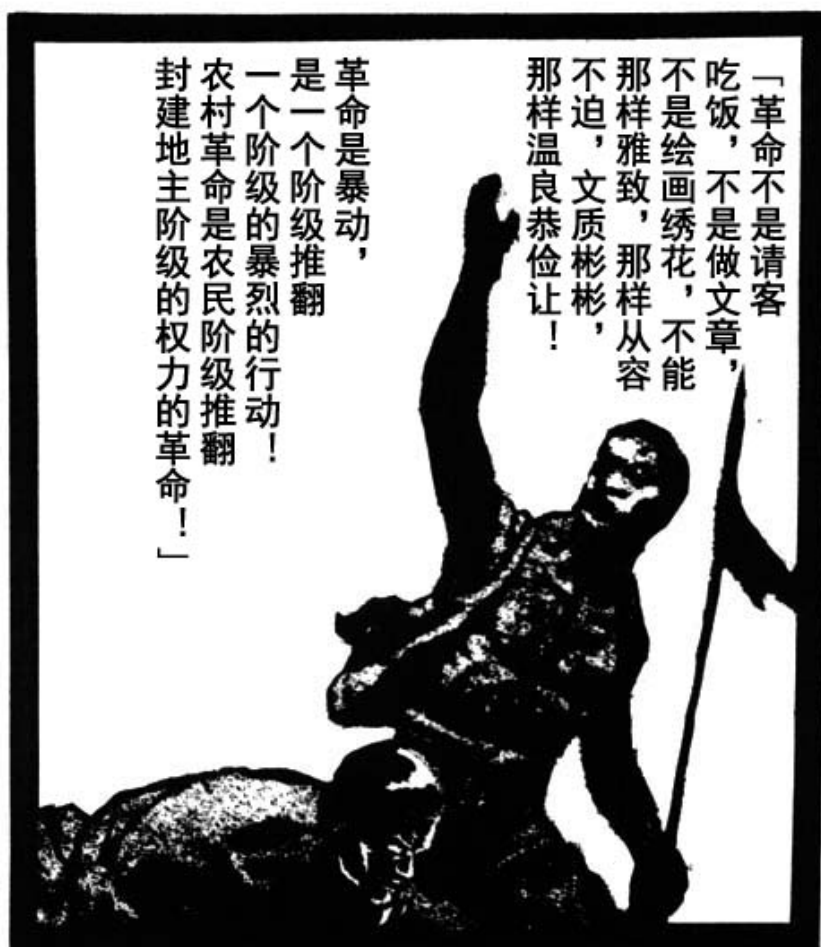 「革命不是请客
吃饭，不是做文章，
不是绘画绣花，不能
那样雅致，那样从容
不迫，文质彬彬，
那样温良恭俭让！
革命是暴动，
是一个阶级推翻
一个阶级的暴烈的行动！
农村革命是农民阶级推翻
封建地主阶级的权力的革命！」